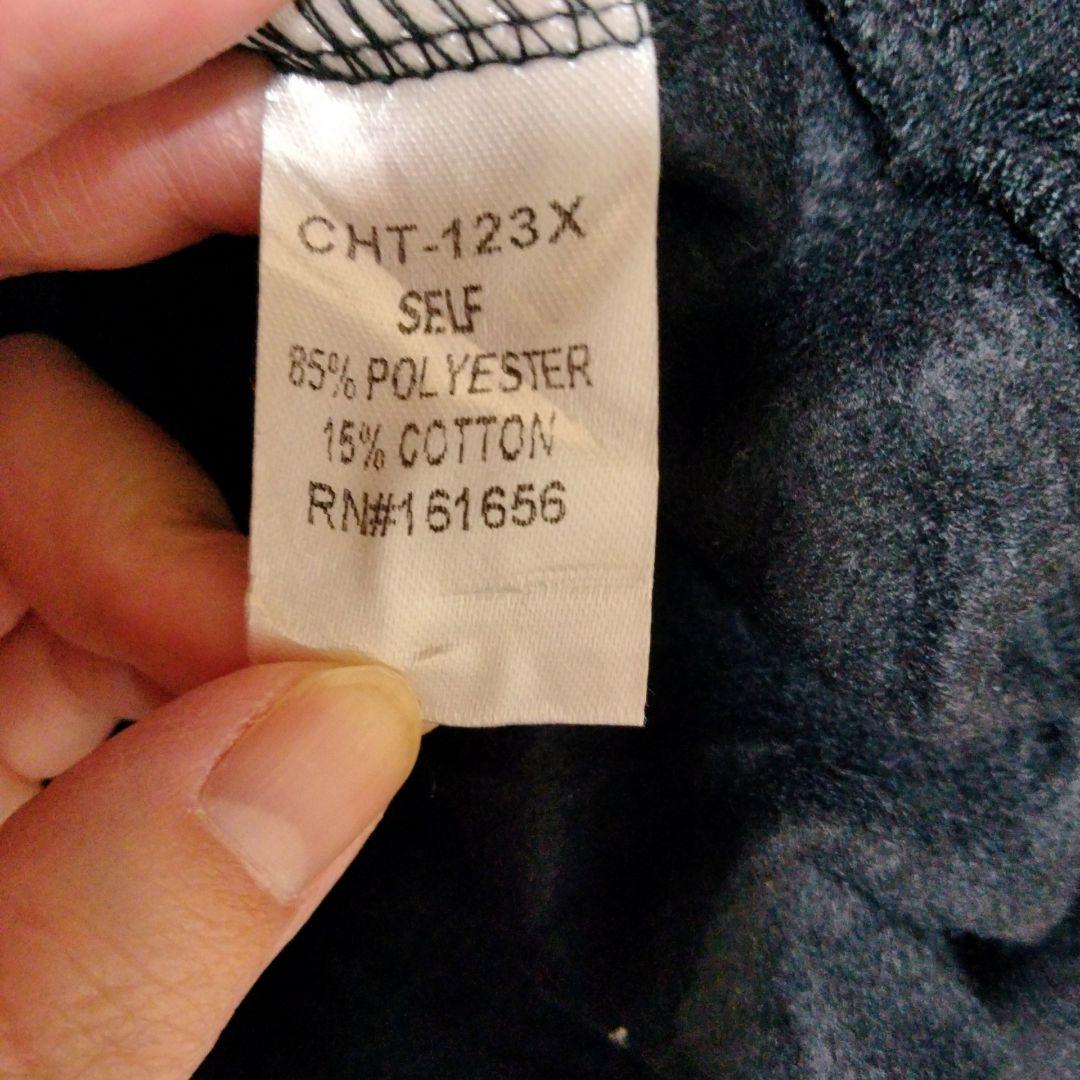 CHT-123X
SELF
85% POLYESTER
15% COTTON
RN#161656